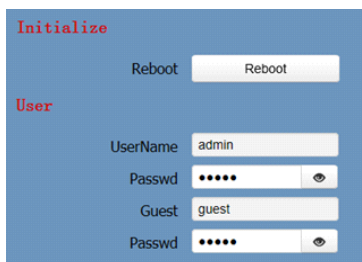 Initialize
Reboot Reboot
User
UserName admin
Passwd •••••
Guest guest
Passwd •••••